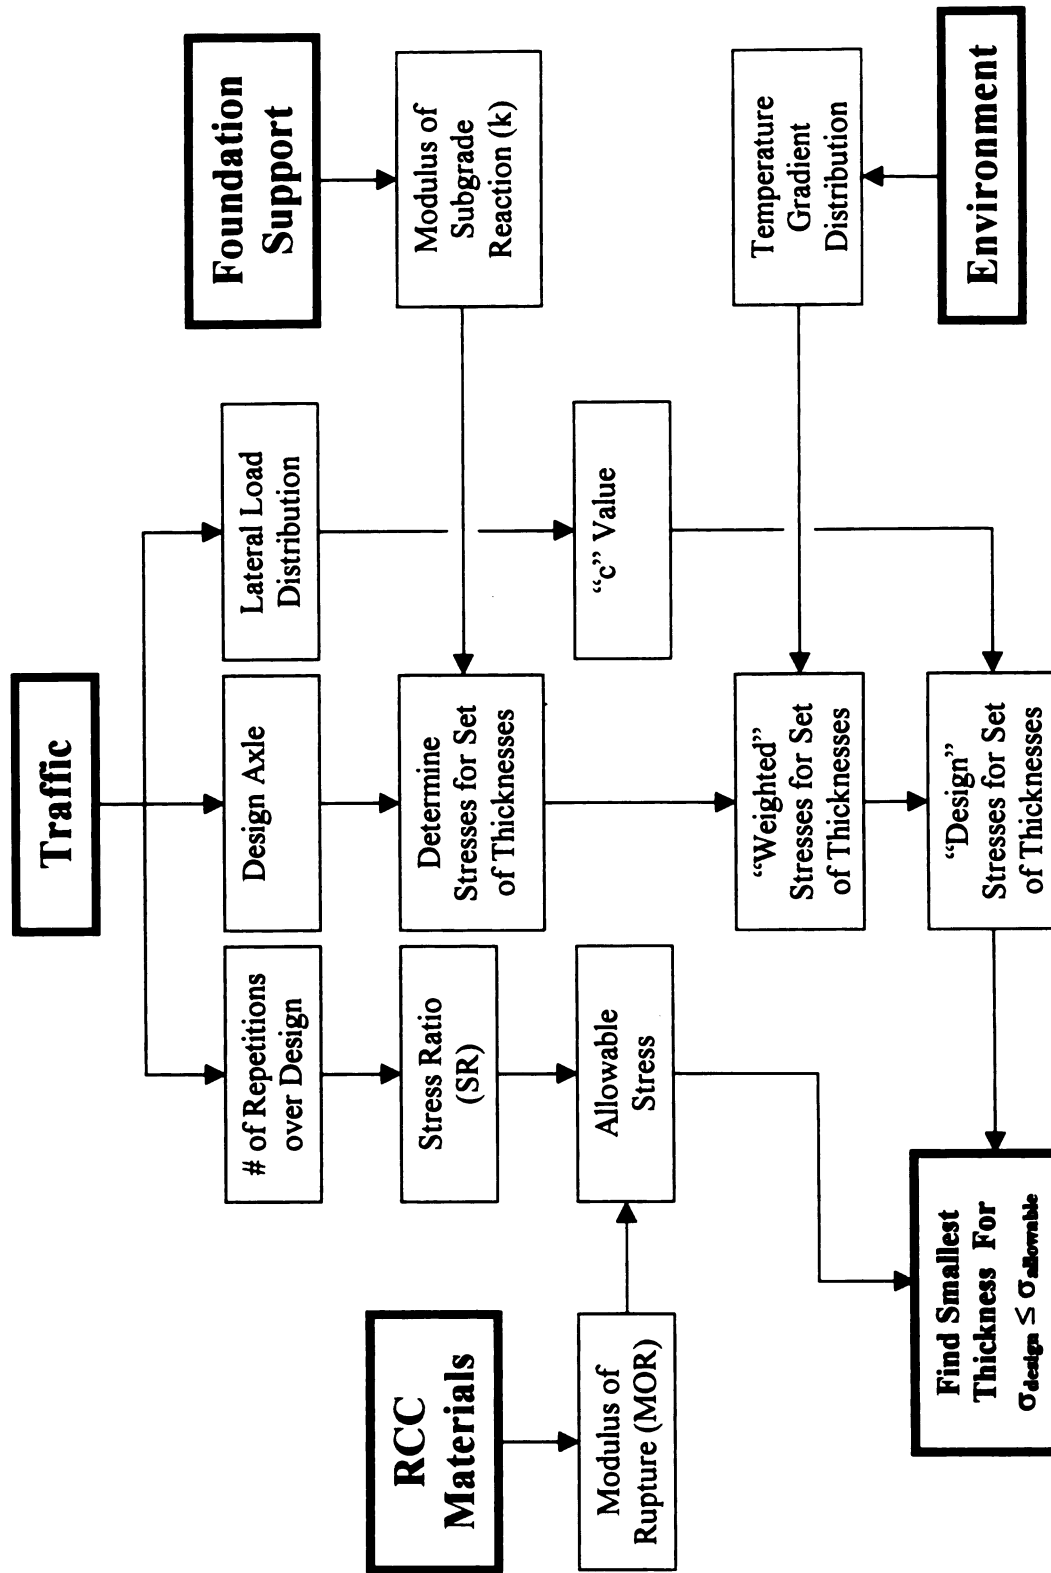 Traffic
# of Repetitions
over Design
Design Axle
Lateral Load
Distribution
Foundation
Support
RCC
Materials
Stress Ratio
(SR)
Determine
Stresses for Set
of Thicknesses
Modulus of
Subgrade
Reaction (k)
Modulus of
Rupture (MOR)
Allowable
Stress
“c” Value
“Weighted”
Stresses for Set
of Thicknesses
Temperature
Gradient
Distribution
Find Smallest
Thickness For
σdesign ≤ σallowable
“Design”
Stresses for Set
of Thicknesses
Environment